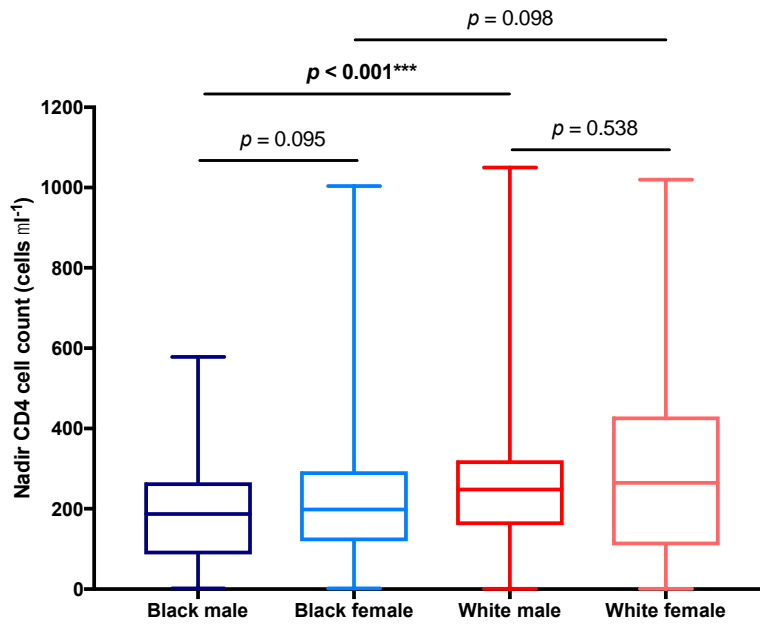 p = 0.098
p < 0.001***
p = 0.095
p = 0.538
Nadir CD4 cell count (cells ml-1)
1200
1000
800
600
400
200
0
Black male
Black female
White male
White female